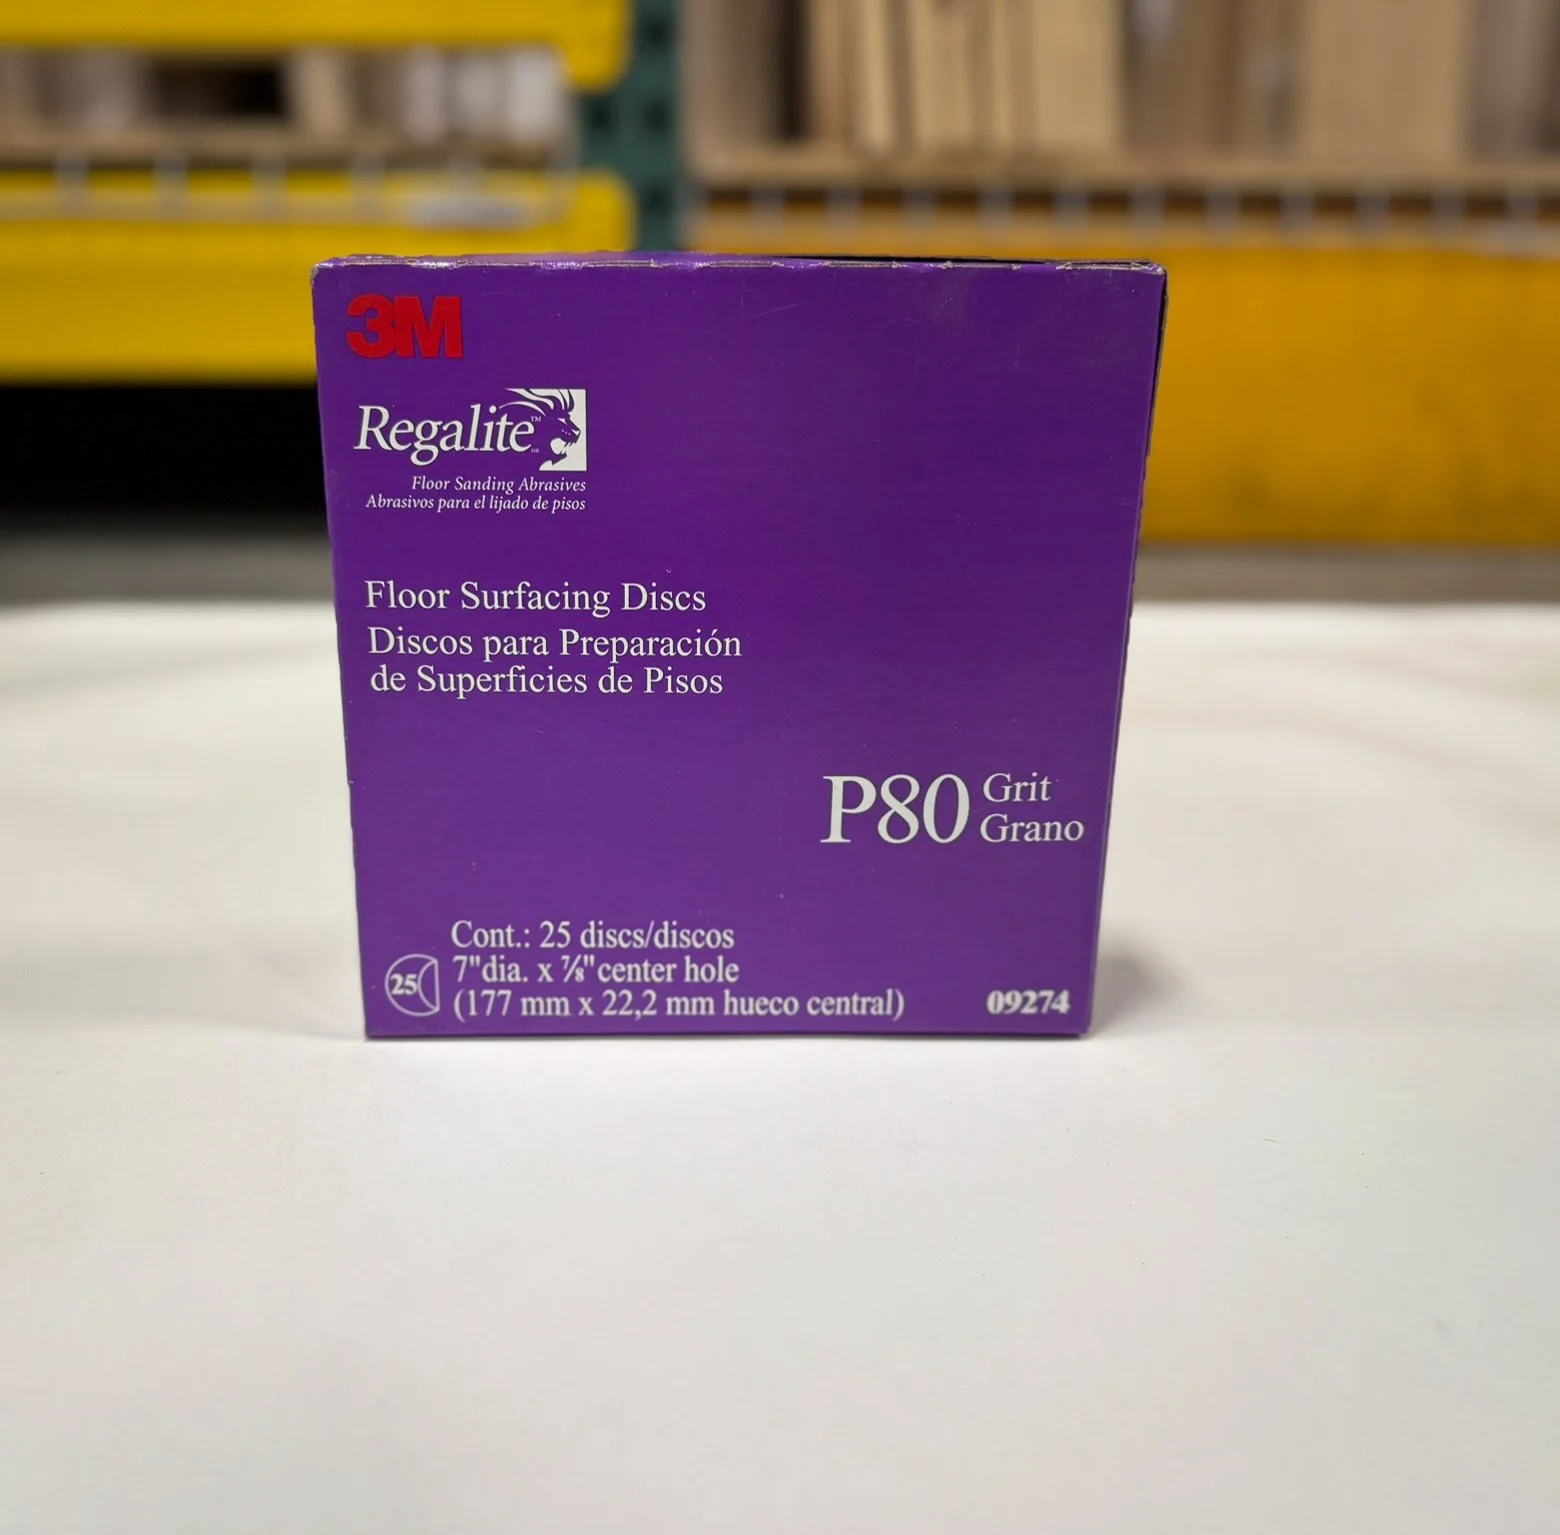 3M
Regalite™
Floor Sanding Abrasives
Abrasivos para el lijado de pisos
Floor Surfacing Discs
Discos para Preparación
de Superficies de Pisos
P80 Grit
Grano
Cont.: 25 discs/discos
7"dia. x ⅞"center hole
(177 mm x 22,2 mm hueco central)
25
09274